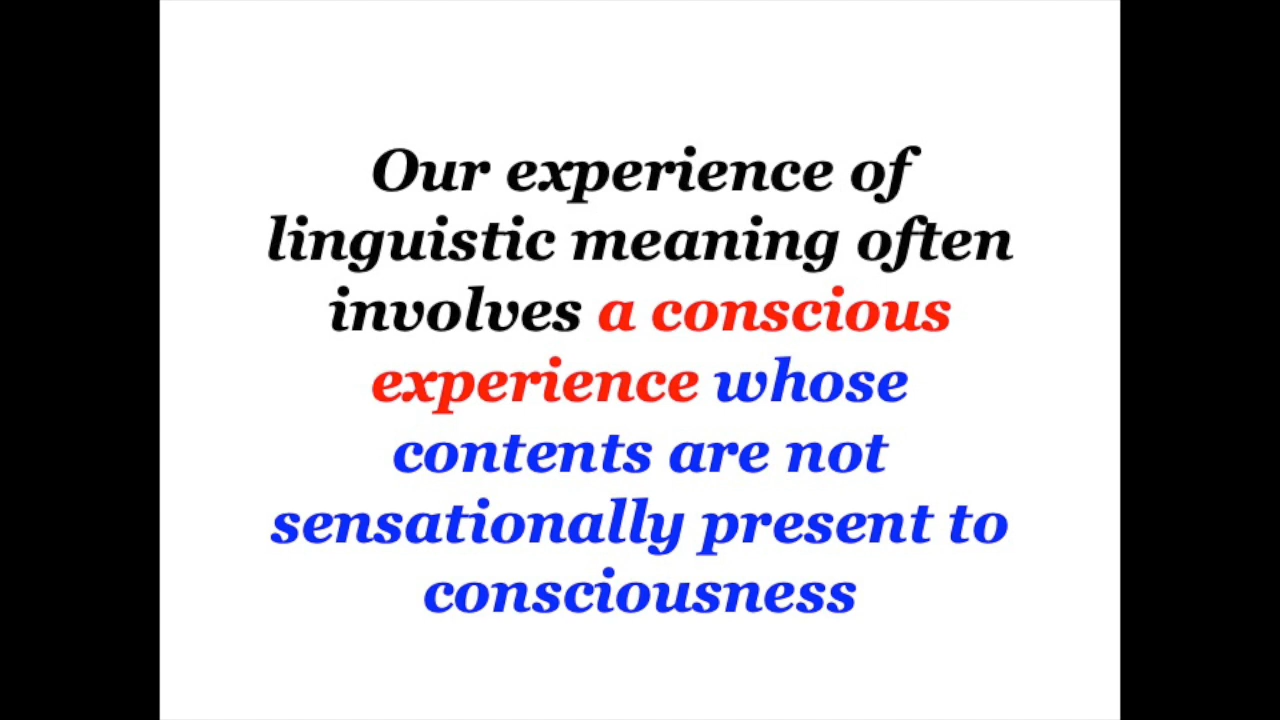 Our experience of
linguistic meaning often
involves a conscious
experience whose
contents are not
sensationally present to
consciousness